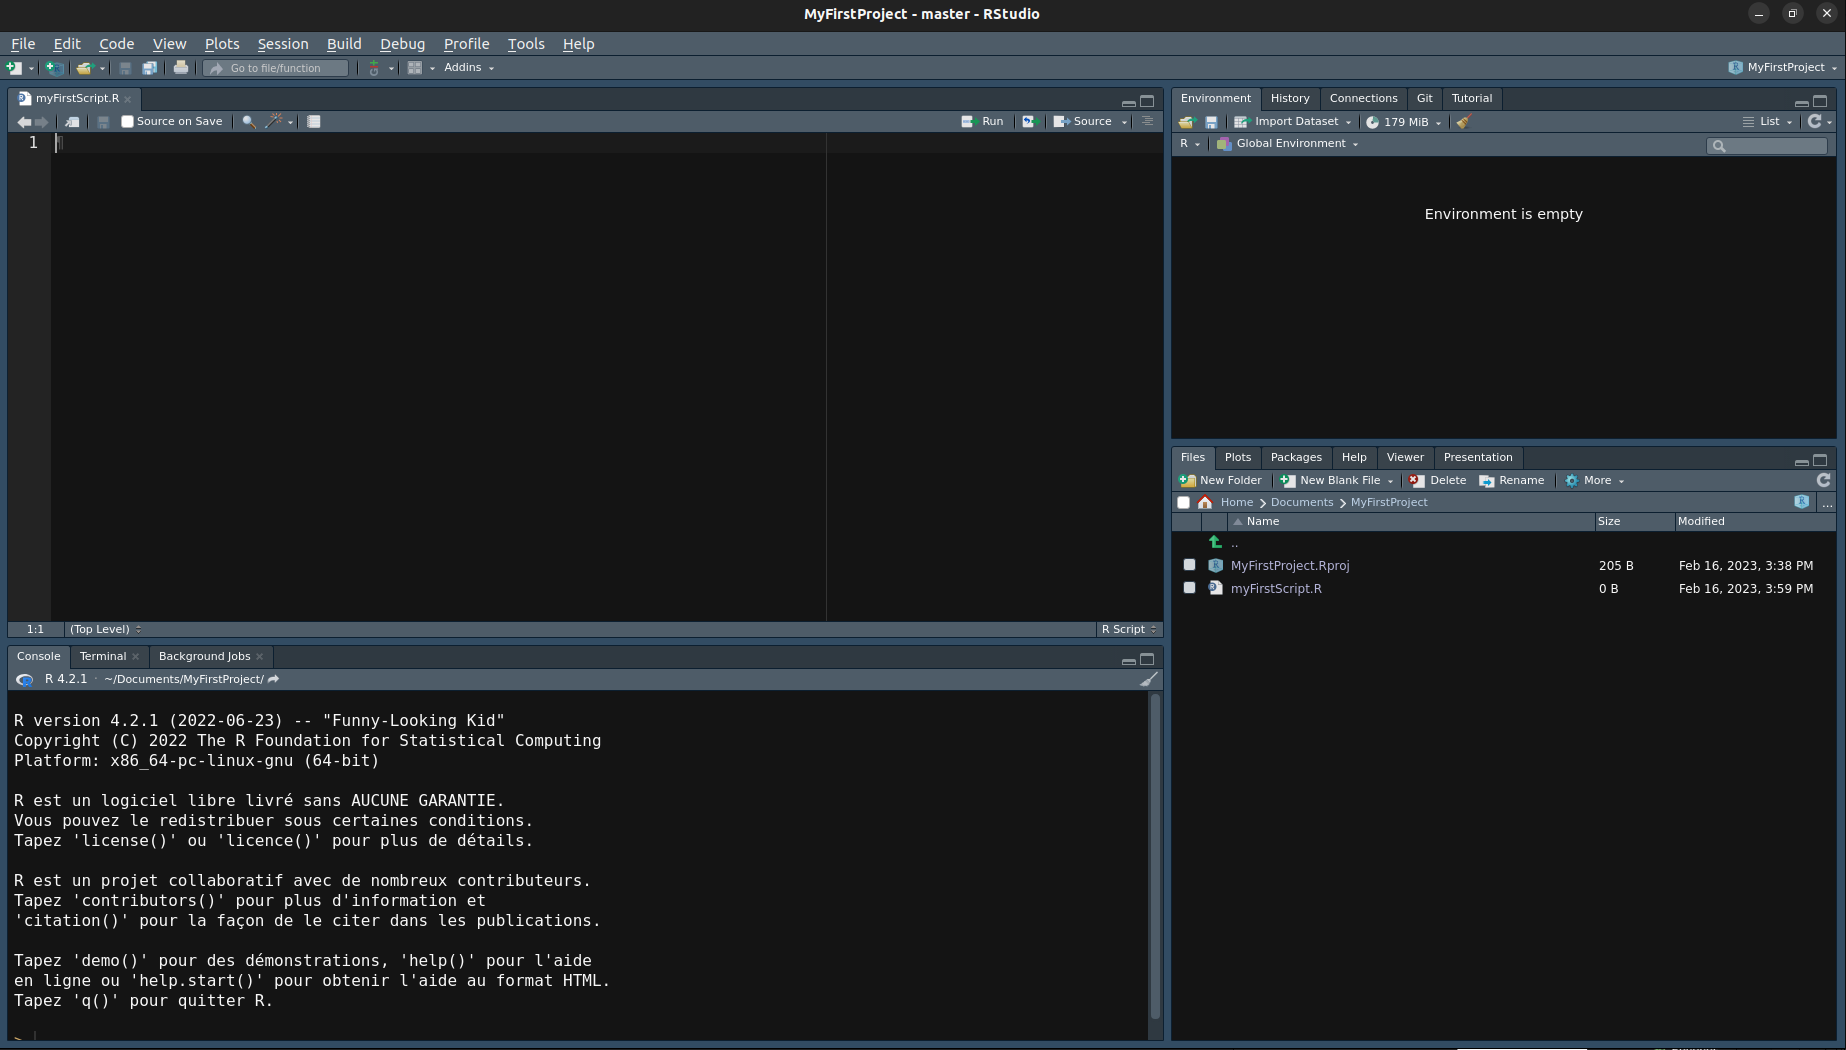 MyFirstProject - master - RStudio
File Edit Code View Plots Session Build Debug Profile Tools Help
Go to file/function Addins MyFirstProject
myFirstScript.R
Source on Save Run Source
1
1:1 (Top Level) R Script
Console Terminal Background Jobs
R 4.2.1 · ~/Documents/MyFirstProject/
R version 4.2.1 (2022-06-23) -- "Funny-Looking Kid"
Copyright (C) 2022 The R Foundation for Statistical Computing
Platform: x86_64-pc-linux-gnu (64-bit)
R est un logiciel libre livré sans AUCUNE GARANTIE.
Vous pouvez le redistribuer sous certaines conditions.
Tapez 'license()' ou 'licence()' pour plus de détails.
R est un projet collaboratif avec de nombreux contributeurs.
Tapez 'contributors()' pour plus d'information et
'citation()' pour la façon de le citer dans les publications.
Tapez 'demo()' pour des démonstrations, 'help()' pour l'aide
en ligne ou 'help.start()' pour obtenir l'aide au format HTML.
Tapez 'q()' pour quitter R.
>
Environment History Connections Git Tutorial
Import Dataset 179 MiB List
R Global Environment
Environment is empty
Files Plots Packages Help Viewer Presentation
New Folder New Blank File Delete Rename More
Home Documents MyFirstProject ...
Name Size Modified
..
MyFirstProject.Rproj 205 B Feb 16, 2023, 3:38 PM
myFirstScript.R 0 B Feb 16, 2023, 3:59 PM